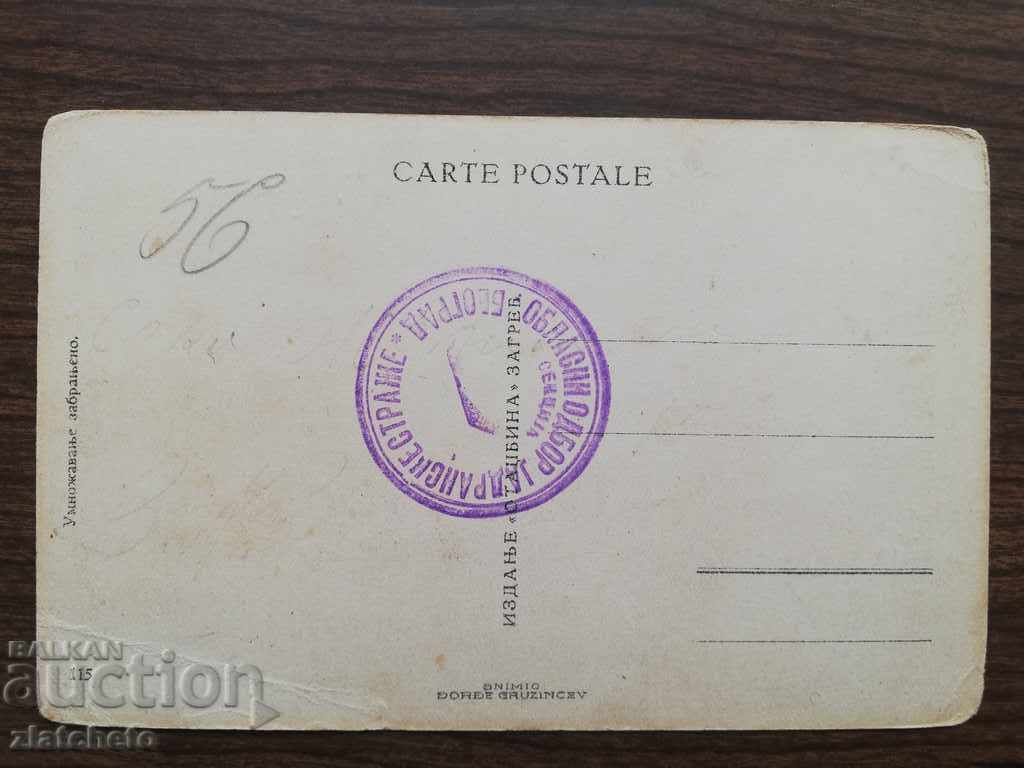 CARTE POSTALE
56
Умножавање забрањено.
ОБЛАСНИ ОДБОР ЈАДРАНСКЕ СТРАЖЕ * БЕОГРАД
СЕКЦИЈА
ИЗДАЊЕ «ОТАЏБИНА» ЗАГРЕБ.
115
SNIMIO
ĐORĐE GRUZINCEV
BALKAN
auction
zlatcheto